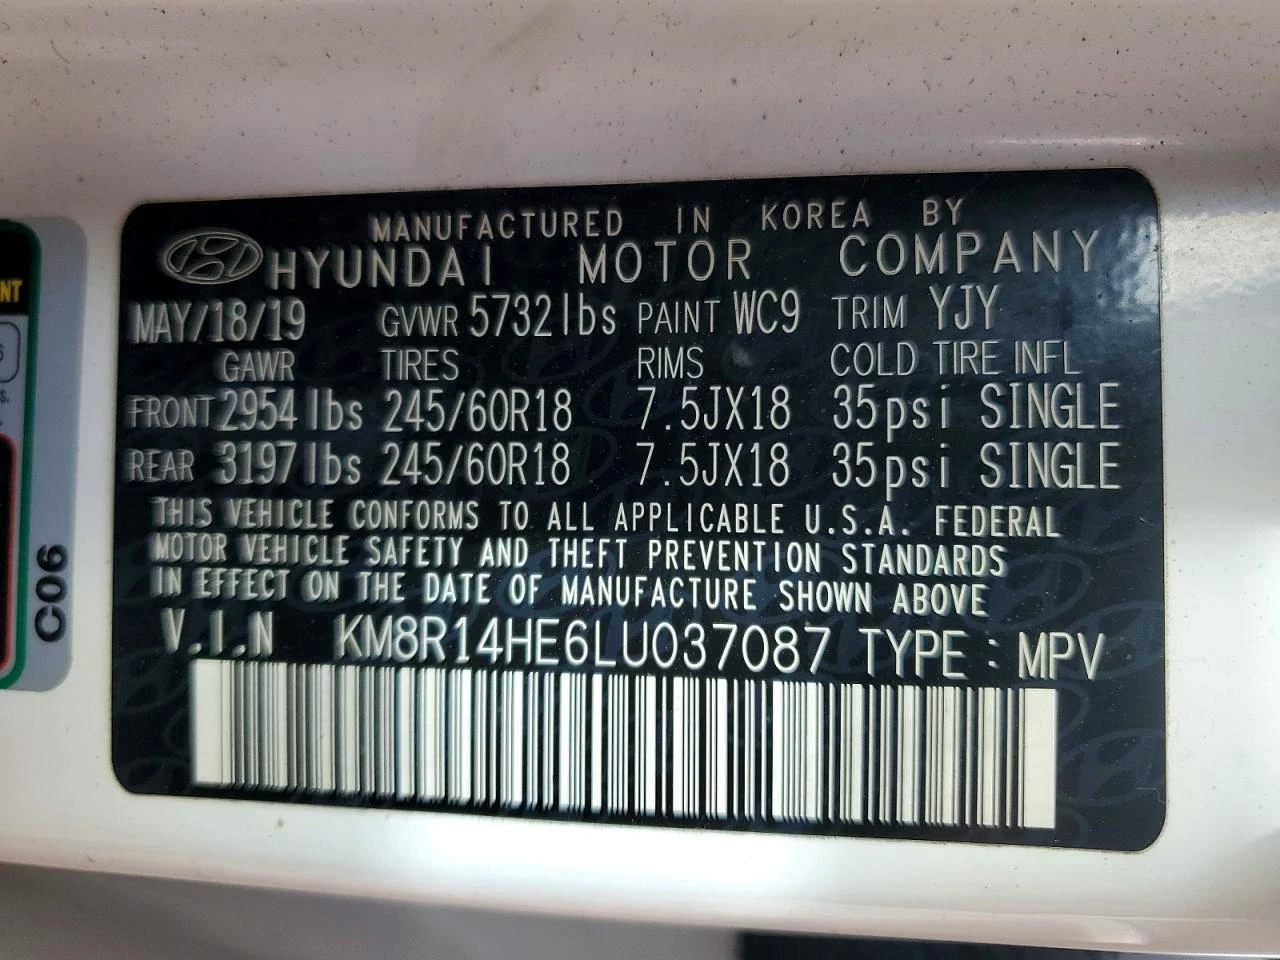 MANUFACTURED IN KOREA BY
HYUNDAI MOTOR COMPANY
MAY/18/19 GVWR 5732lbs PAINT WC9 TRIM YJY
GAWR TIRES RIMS COLD TIRE INFL
FRONT 2954lbs 245/60R18 7.5JX18 35psi SINGLE
REAR 3197lbs 245/60R18 7.5JX18 35psi SINGLE
THIS VEHICLE CONFORMS TO ALL APPLICABLE U.S.A. FEDERAL
MOTOR VEHICLE SAFETY AND THEFT PREVENTION STANDARDS
IN EFFECT ON THE DATE OF MANUFACTURE SHOWN ABOVE
V.I.N KM8R14HE6LU037087 TYPE : MPV
C06